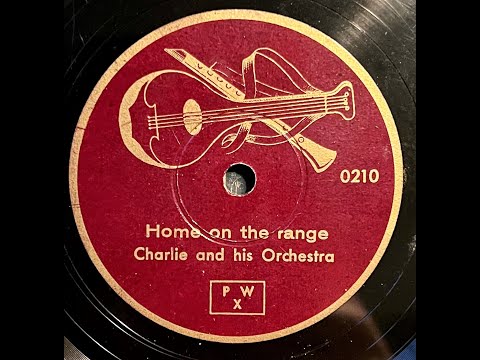 0210
Home on the range
Charlie and his Orchestra
P W
X